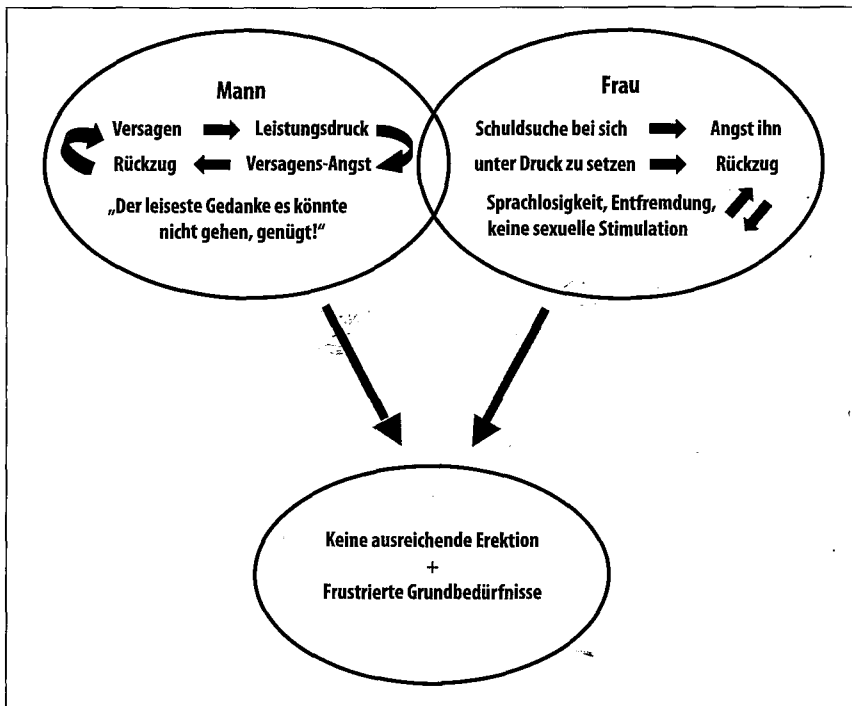 Mann
Versagen Leistungsdruck
Rückzug Versagens-Angst
„Der leiseste Gedanke es könnte
nicht gehen, genügt!“
Frau
Schuldsuche bei sich Angst ihn
unter Druck zu setzen Rückzug
Sprachlosigkeit, Entfremdung,
keine sexuelle Stimulation
Keine ausreichende Erektion
+
Frustrierte Grundbedürfnisse